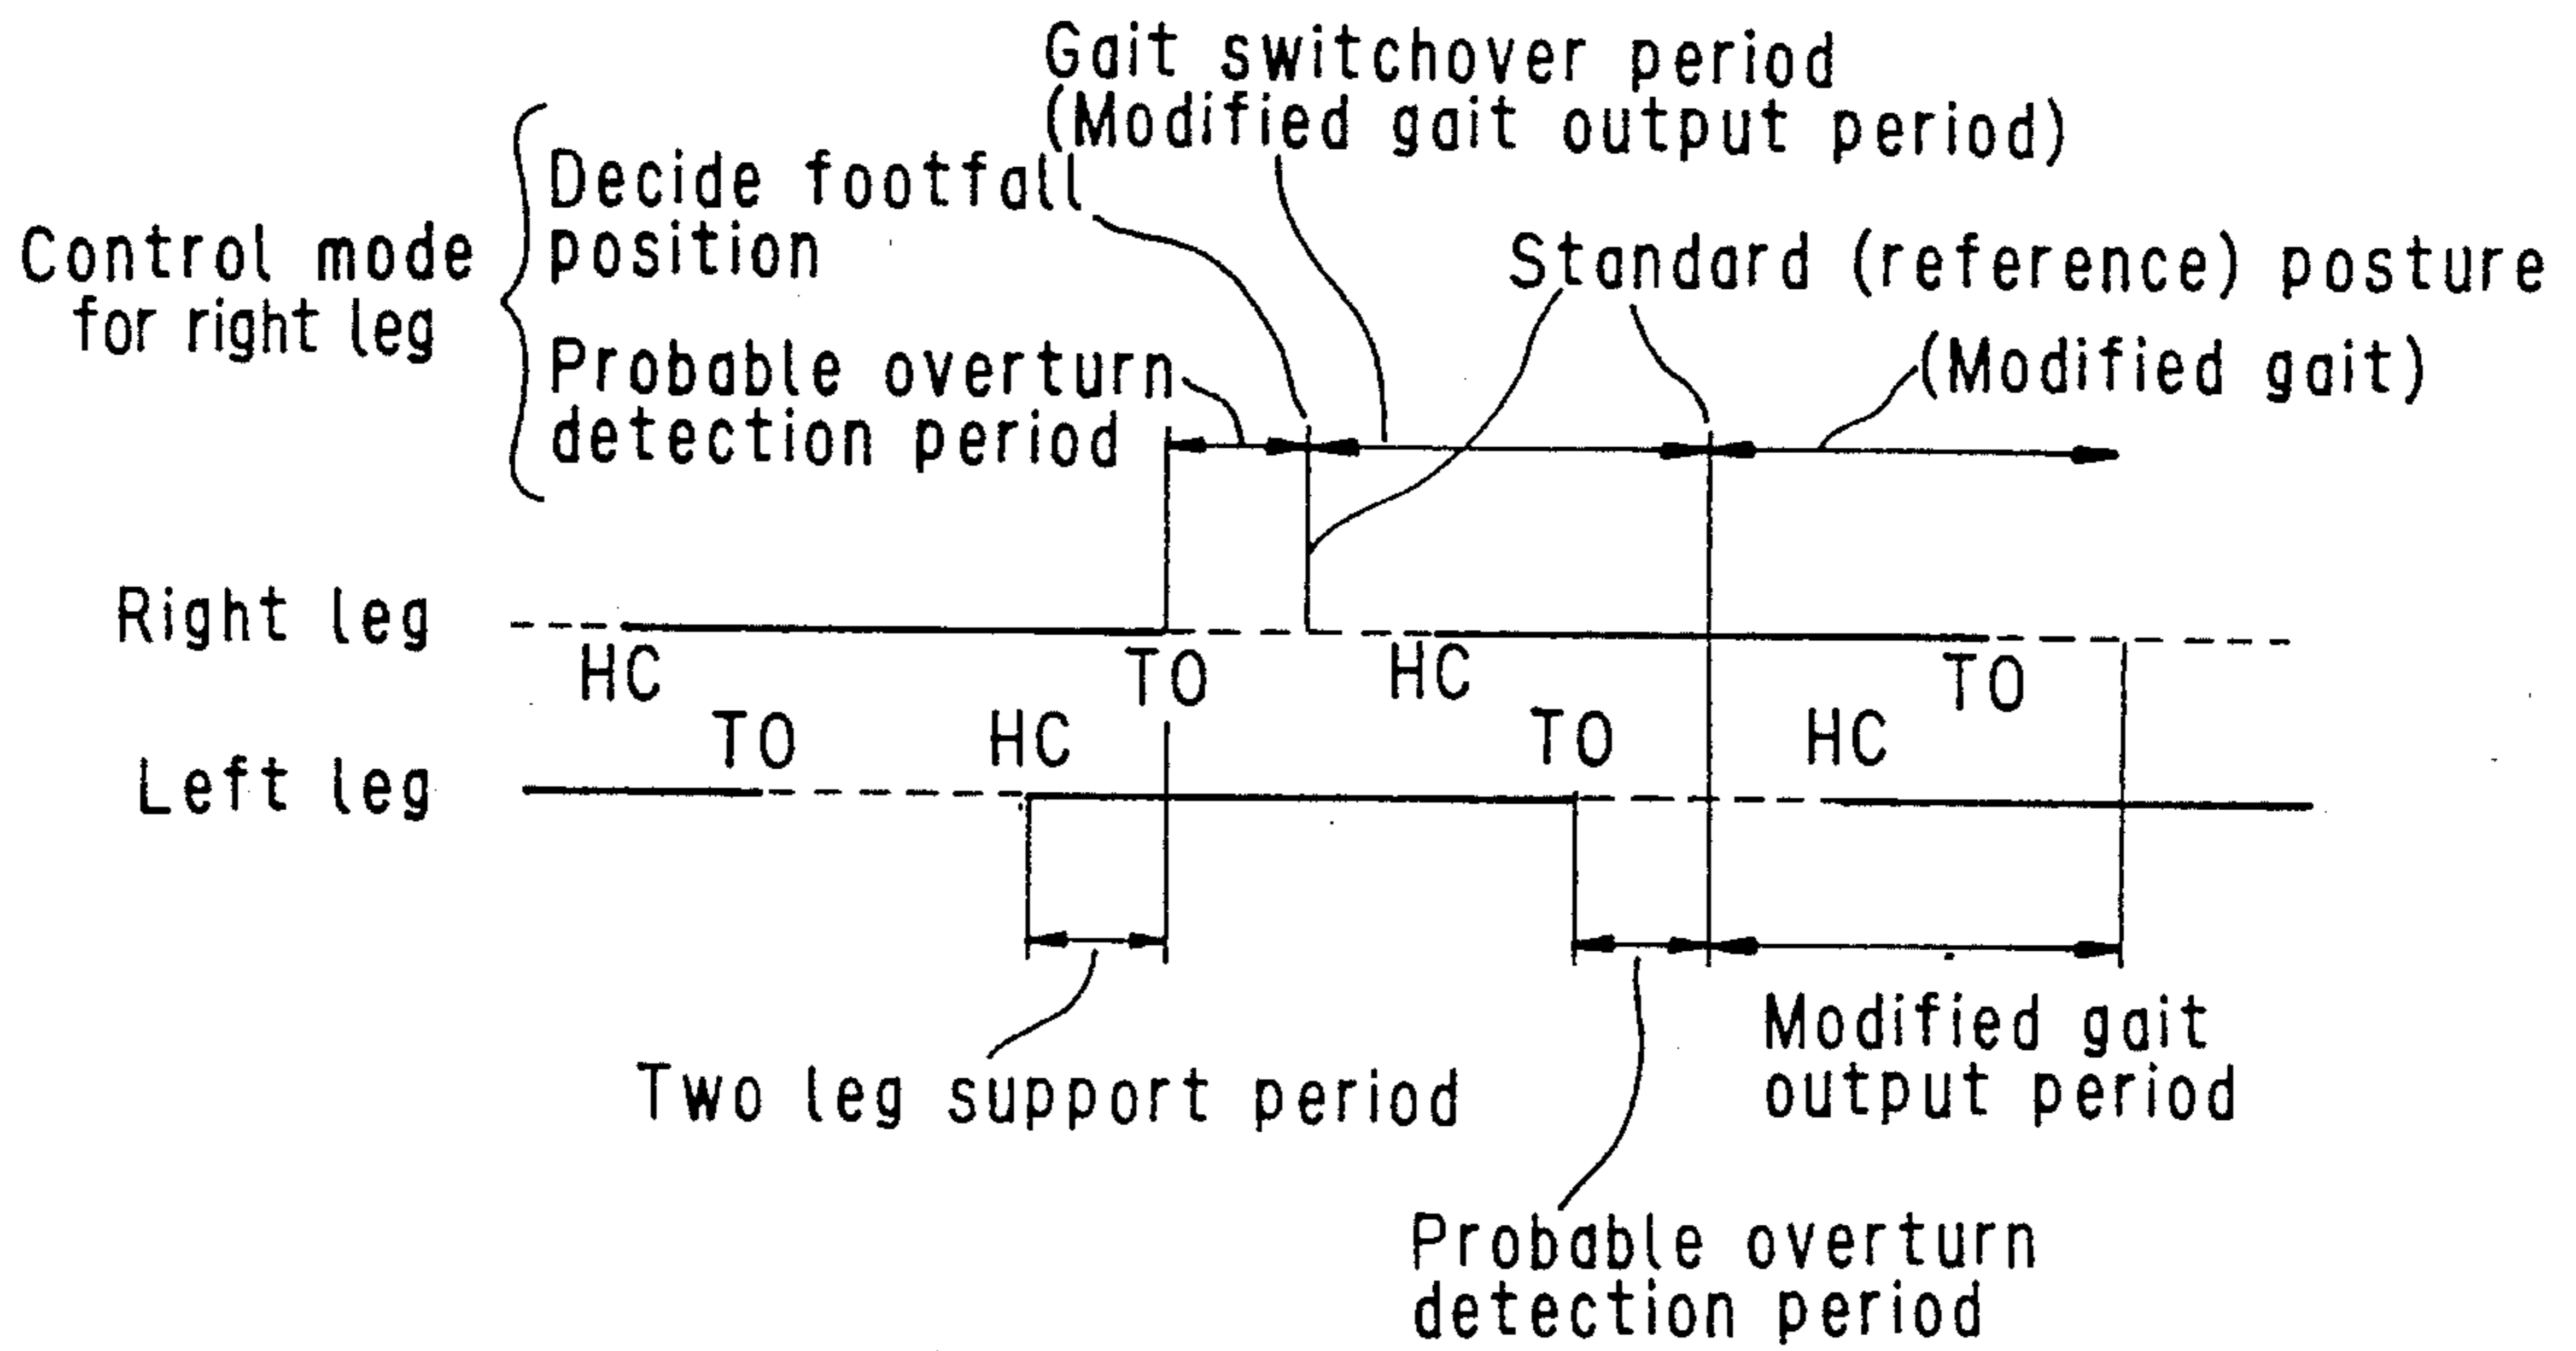 Gait switchover period
(Modified gait output period)
Decide footfall
position
Control mode
for right leg
Standard (reference) posture
Probable overturn
detection period
(Modified gait)
Right leg
HC
TO
HC
TO
TO
HC
TO
HC
Left leg
Two leg support period
Modified gait
output period
Probable overturn
detection period